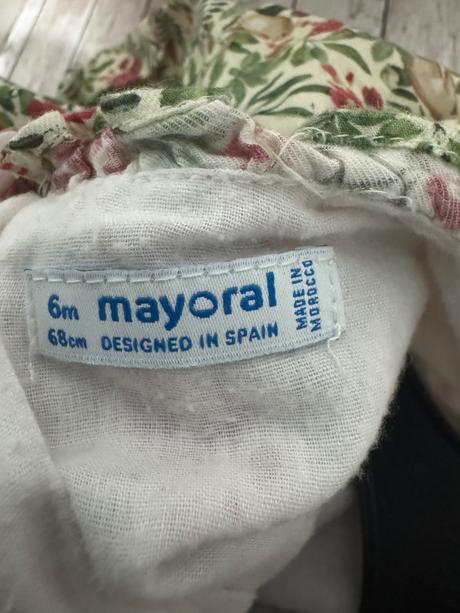 6m mayoral
68cm DESIGNED IN SPAIN
MADE IN
MOROCCO